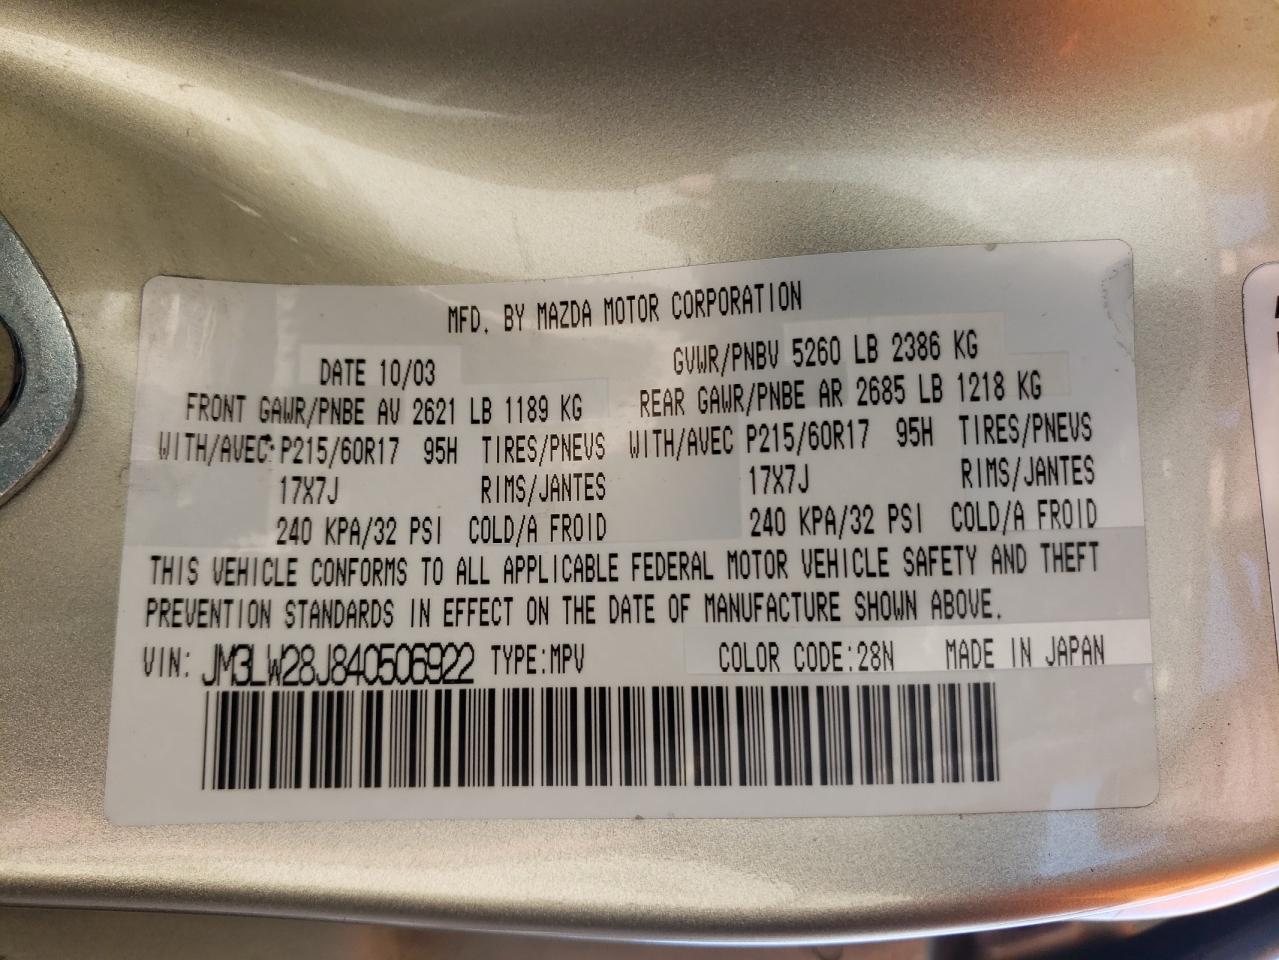 MFD. BY MAZDA MOTOR CORPORATION
DATE 10/03 GVWR/PNBV 5260 LB 2386 KG
FRONT GAWR/PNBE AV 2621 LB 1189 KG REAR GAWR/PNBE AR 2685 LB 1218 KG
WITH/AVEC P215/60R17 95H TIRES/PNEUS WITH/AVEC P215/60R17 95H TIRES/PNEUS
17X7J RIMS/JANTES 17X7J RIMS/JANTES
240 KPA/32 PSI COLD/A FROID 240 KPA/32 PSI COLD/A FROID
THIS VEHICLE CONFORMS TO ALL APPLICABLE FEDERAL MOTOR VEHICLE SAFETY AND THEFT
PREVENTION STANDARDS IN EFFECT ON THE DATE OF MANUFACTURE SHOWN ABOVE.
VIN: JM3LW28J840506922 TYPE:MPV COLOR CODE:28N MADE IN JAPAN